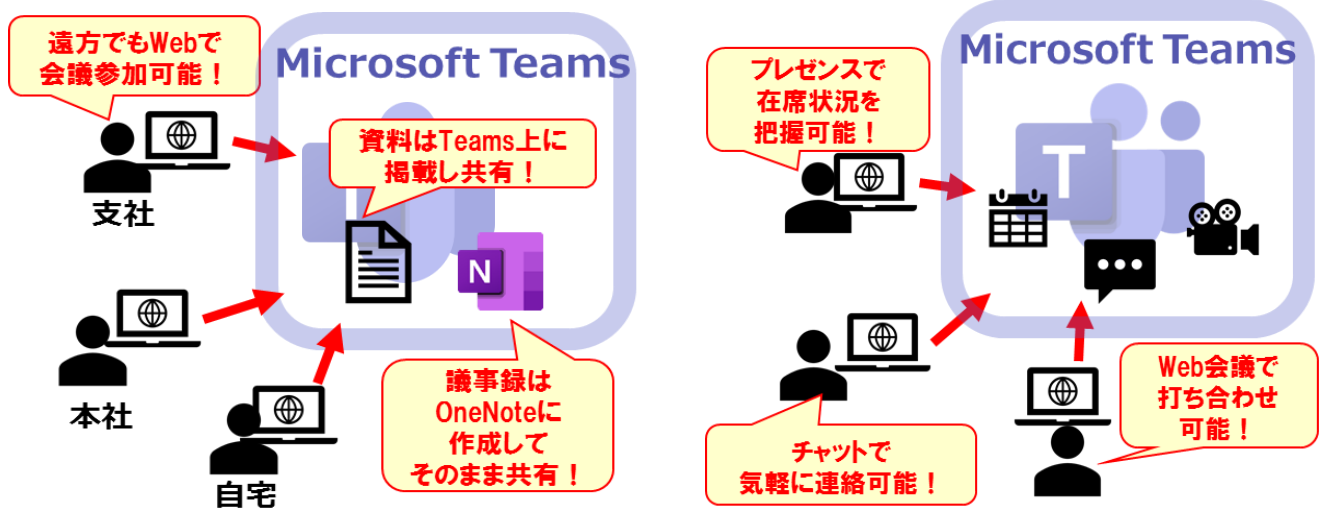 遠方でもWebで
会議参加可能！
Microsoft Teams
資料はTeams上に
掲載し共有！
支社
N
本社
議事録は
OneNoteに
作成して
そのまま共有！
自宅
Microsoft Teams
プレゼンスで
在席状況を
把握可能！
T
Web会議で
打ち合わせ
可能！
チャットで
気軽に連絡可能！